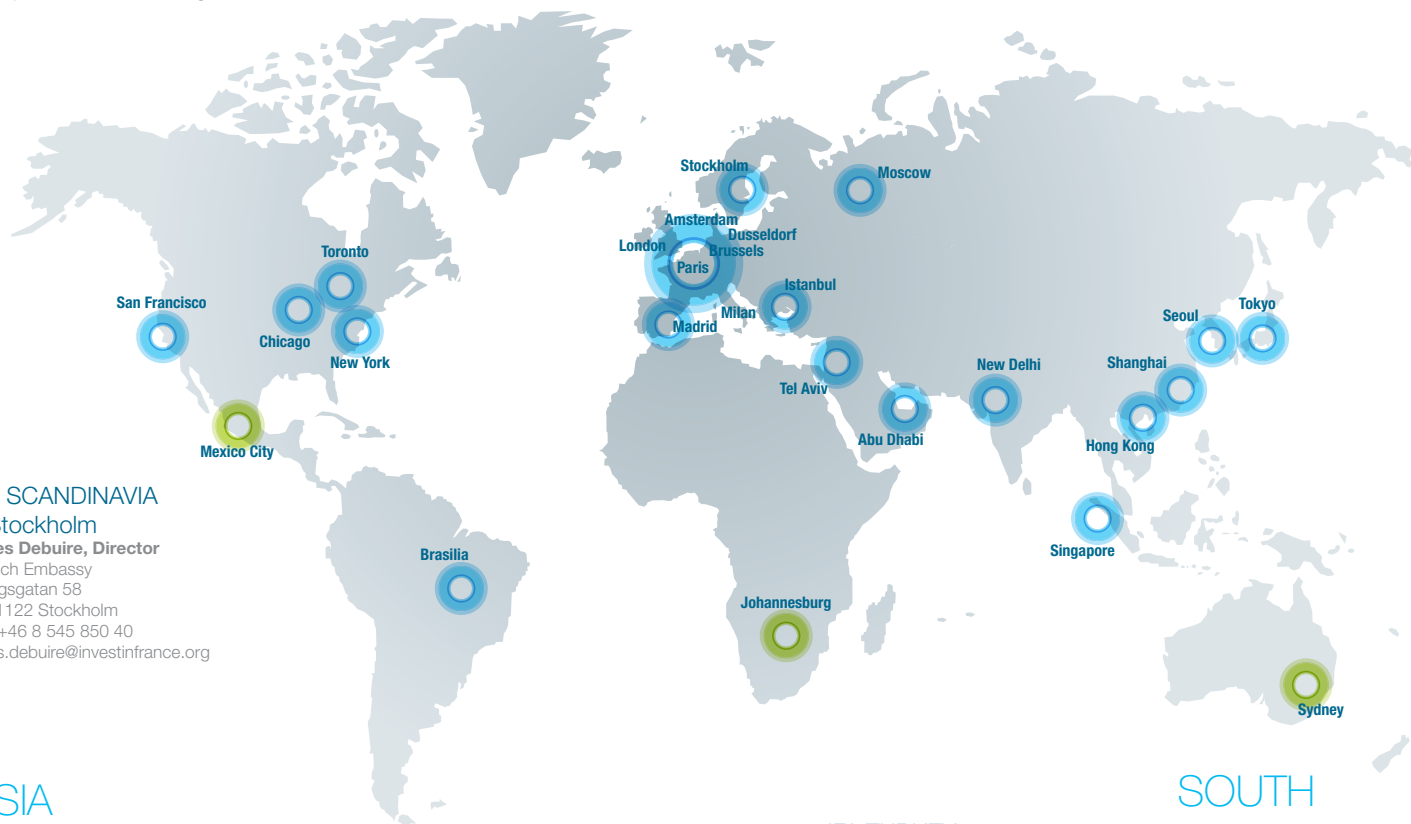 Stockholm
Moscow
Amsterdam
Dusseldorf
London
Brussels
Toronto
Paris
Istanbul
San Francisco
Tokyo
Milan
Seoul
Madrid
Chicago
New York
Shanghai
New Delhi
Tel Aviv
Abu Dhabi
Hong Kong
Mexico City
SCANDINAVIA
Stockholm
es Debuire, Director
Singapore
Brasilia
ch Embassy
gsgatan 58
1122 Stockholm
Johannesburg
+46 8 545 850 40
s.debuire@investinfrance.org
Sydney
SOUTH
SIA